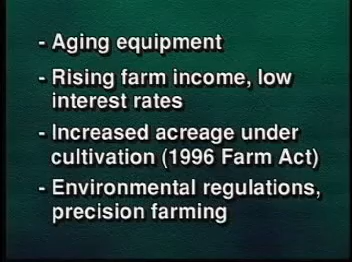 - Aging equipment
- Rising farm income, low
interest rates
- Increased acreage under
cultivation (1996 Farm Act)
- Environmental regulations,
precision farming